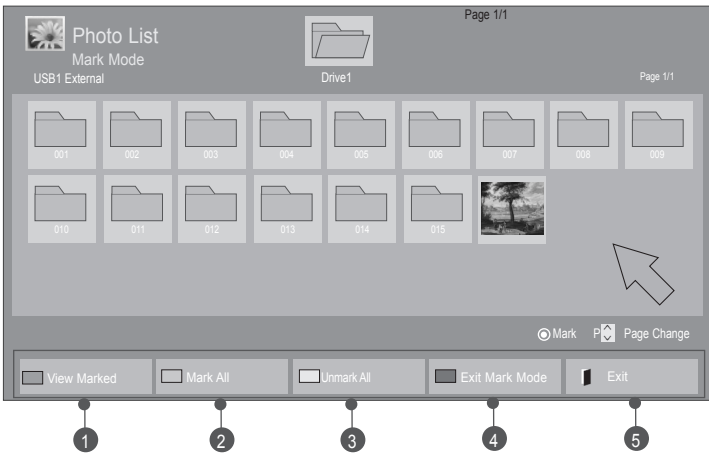 Page 1/1
Photo List
Mark Mode
USB1 External
Drive1
Page 1/1
001
002
003
004
005
006
007
008
009
010
011
012
013
014
015
Mark
P
Page Change
View Marked
Mark All
Unmark All
Exit Mark Mode
Exit
1
2
3
4
5